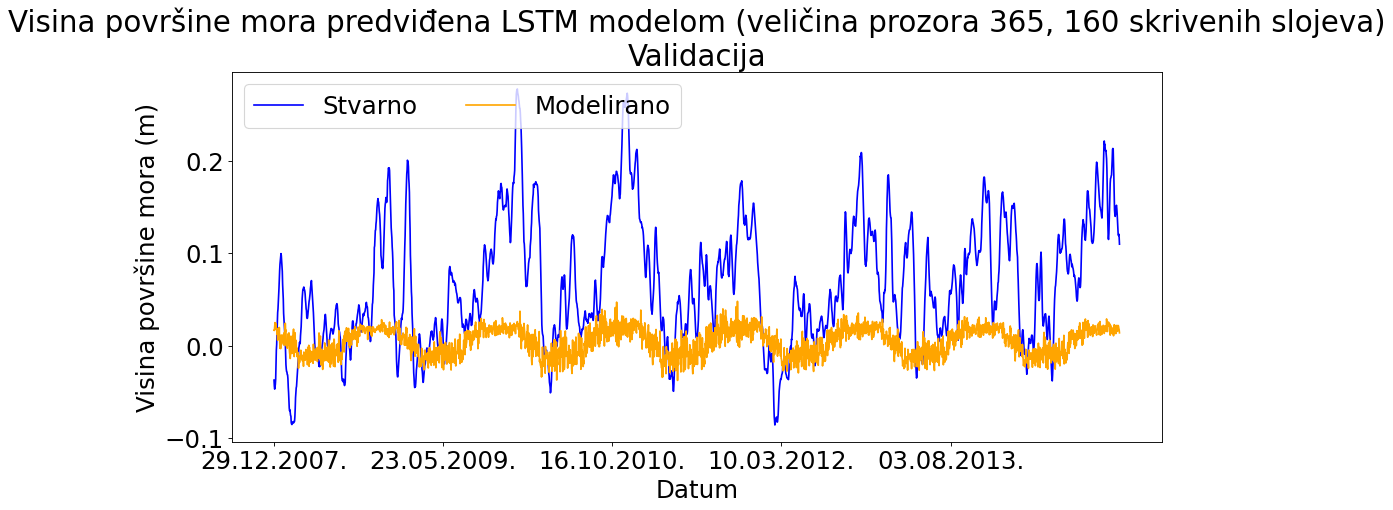 Visina površine mora predviđena LSTM modelom (veličina prozora 365, 160 skrivenih slojeva)
Validacija
Stvarno
Modelirano
Visina površine mora (m)
0.2
0.1
0.0
−0.1
29.12.2007.
23.05.2009.
16.10.2010.
10.03.2012.
03.08.2013.
Datum